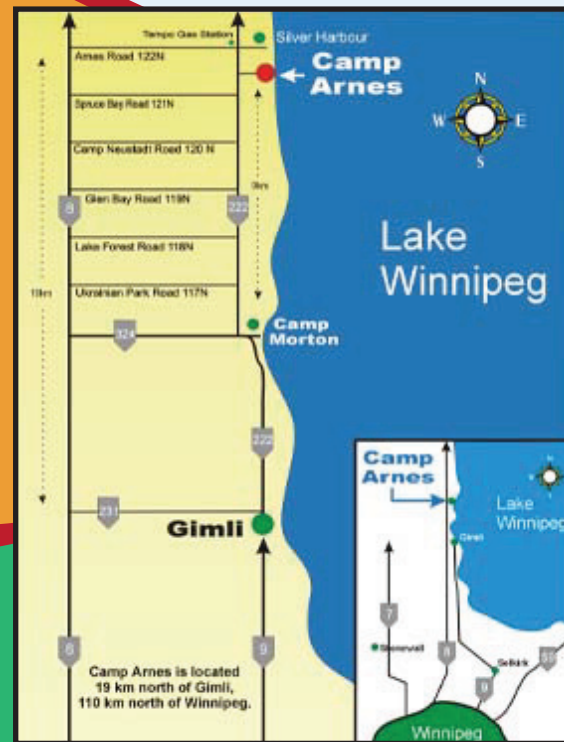 Tempo Gas Station
Silver Harbour
Arnes Road 122N
Camp
Arnes
Spruce Bay Road 121N
Camp Neustadt Road 120 N
Glen Bay Road 119N
8
222
Lake Forest Road 118N
Ukrainian Park Road 117N
N
W
E
S
Lake
Winnipeg
Camp
Morton
324
222
231
Gimli
8
9
Camp Arnes is located
19 km north of Gimli,
110 km north of Winnipeg.
Camp
Arnes
Lake
Winnipeg
Gimli
7
8
Stonewall
Selkirk
9
59
Winnipeg